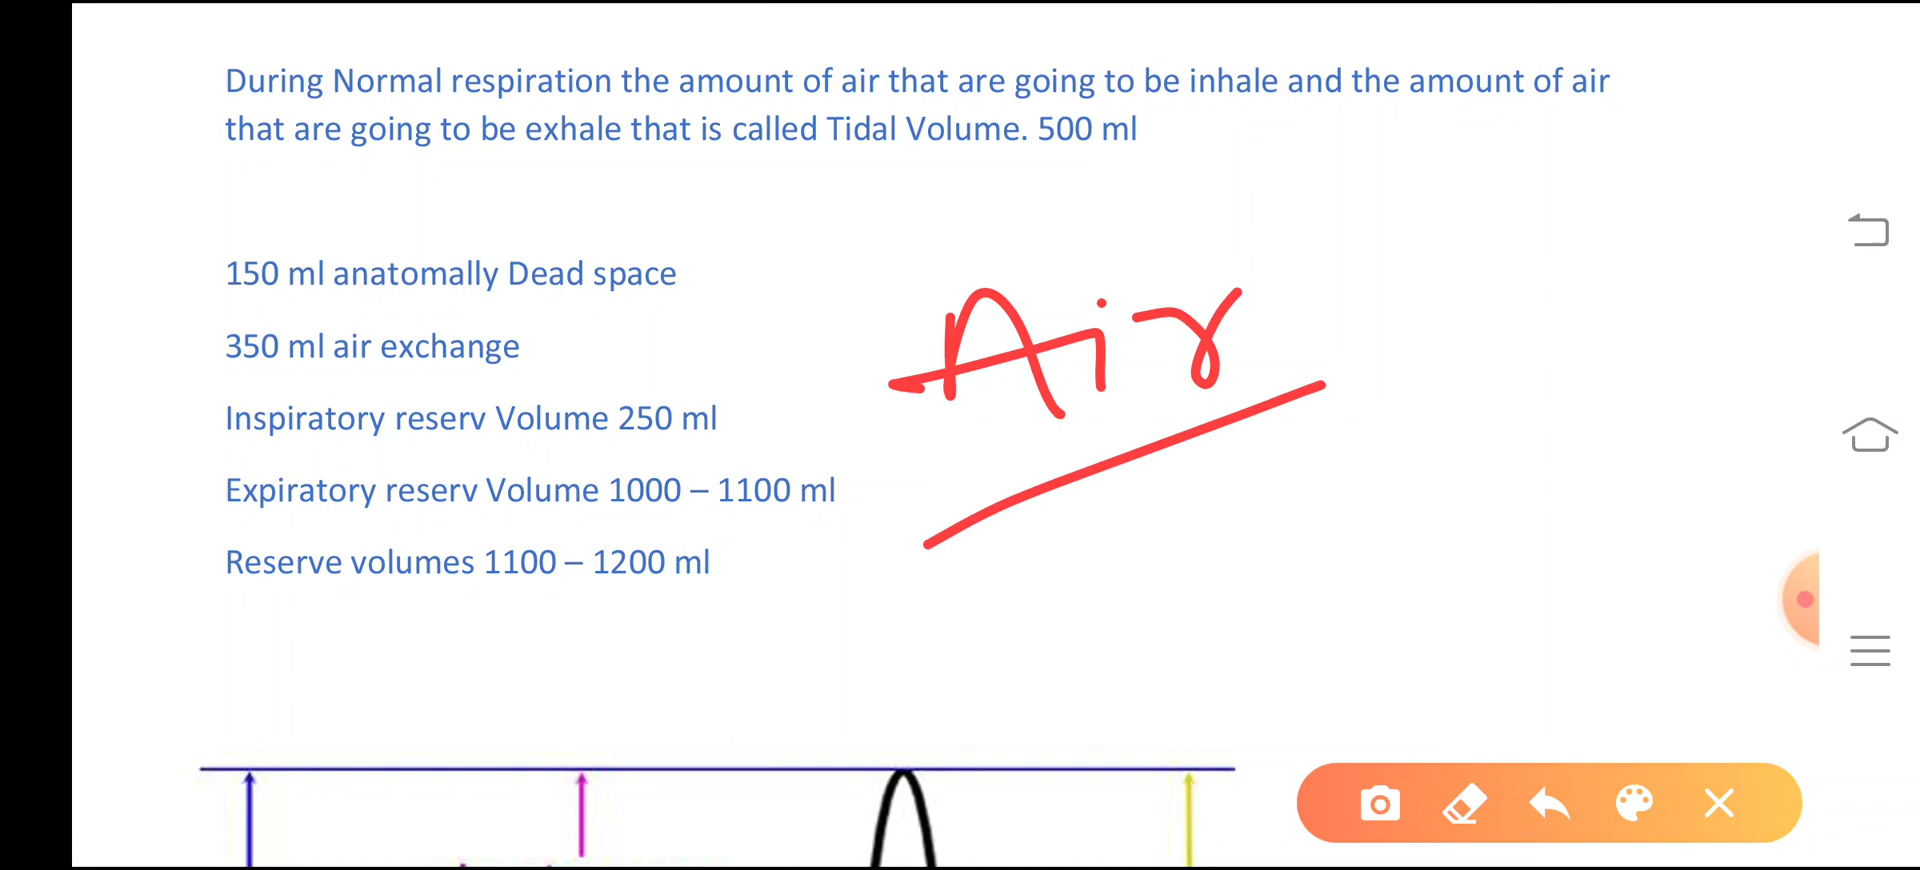 During Normal respiration the amount of air that are going to be inhale and the amount of air
that are going to be exhale that is called Tidal Volume. 500 ml
150 ml anatomally Dead space
350 ml air exchange
Air
Inspiratory reserv Volume 250 ml
Expiratory reserv Volume 1000 – 1100 ml
Reserve volumes 1100 – 1200 ml